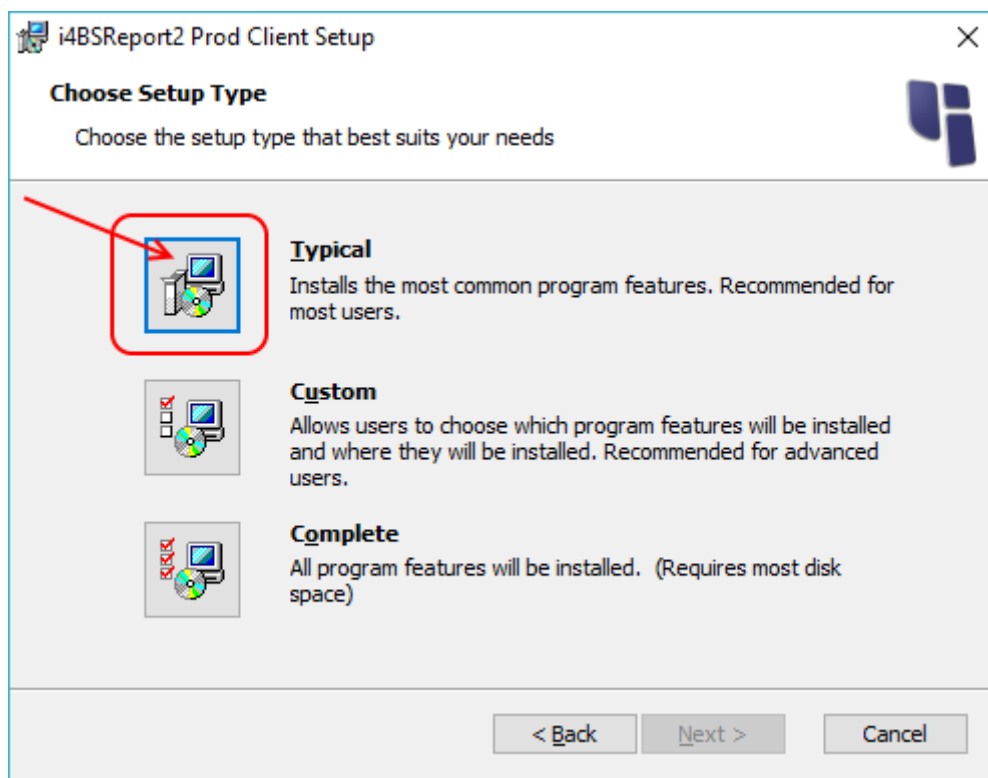 i4BSReport2 Prod Client Setup
Choose Setup Type
Choose the setup type that best suits your needs
Typical
Installs the most common program features. Recommended for
most users.
Custom
Allows users to choose which program features will be installed
and where they will be installed. Recommended for advanced
users.
Complete
All program features will be installed.  (Requires most disk
space)
< Back
Next >
Cancel